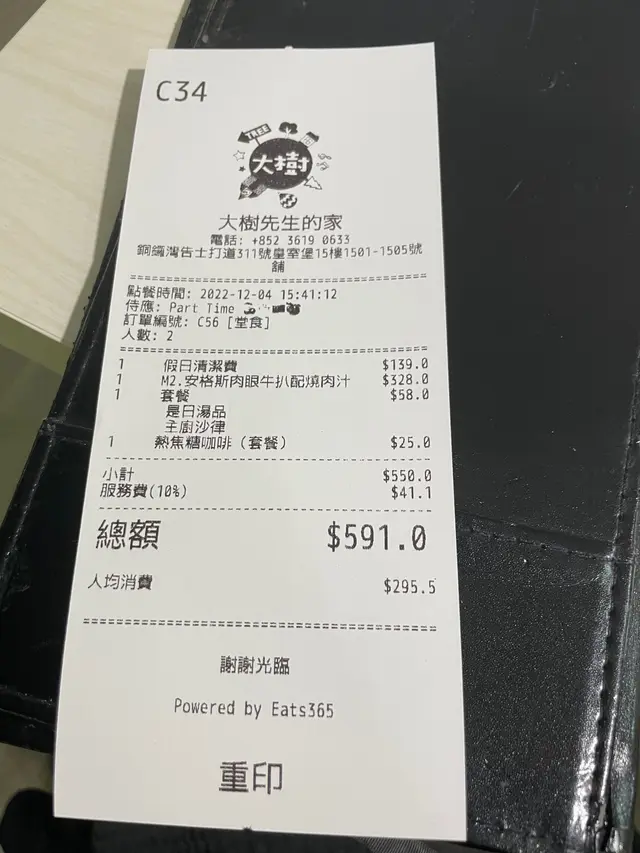 C34
TREE
大樹
大樹先生的家
電話: +852 3619 0633
銅鑼灣告士打道311號皇室堡15樓1501-1505號
舖
點餐時間: 2022-12-04 15:41:12
侍應: Part Time
訂單編號: C56 [堂食]
人數: 2
1 假日清潔費 $139.0
1 M2.安格斯肉眼牛扒配燒肉汁 $328.0
1 套餐 $58.0
是日湯品
主廚沙律
1 熱焦糖咖啡（套餐） $25.0
小計 $550.0
服務費(10%) $41.1
總額 $591.0
人均消費 $295.5
謝謝光臨
Powered by Eats365
重印